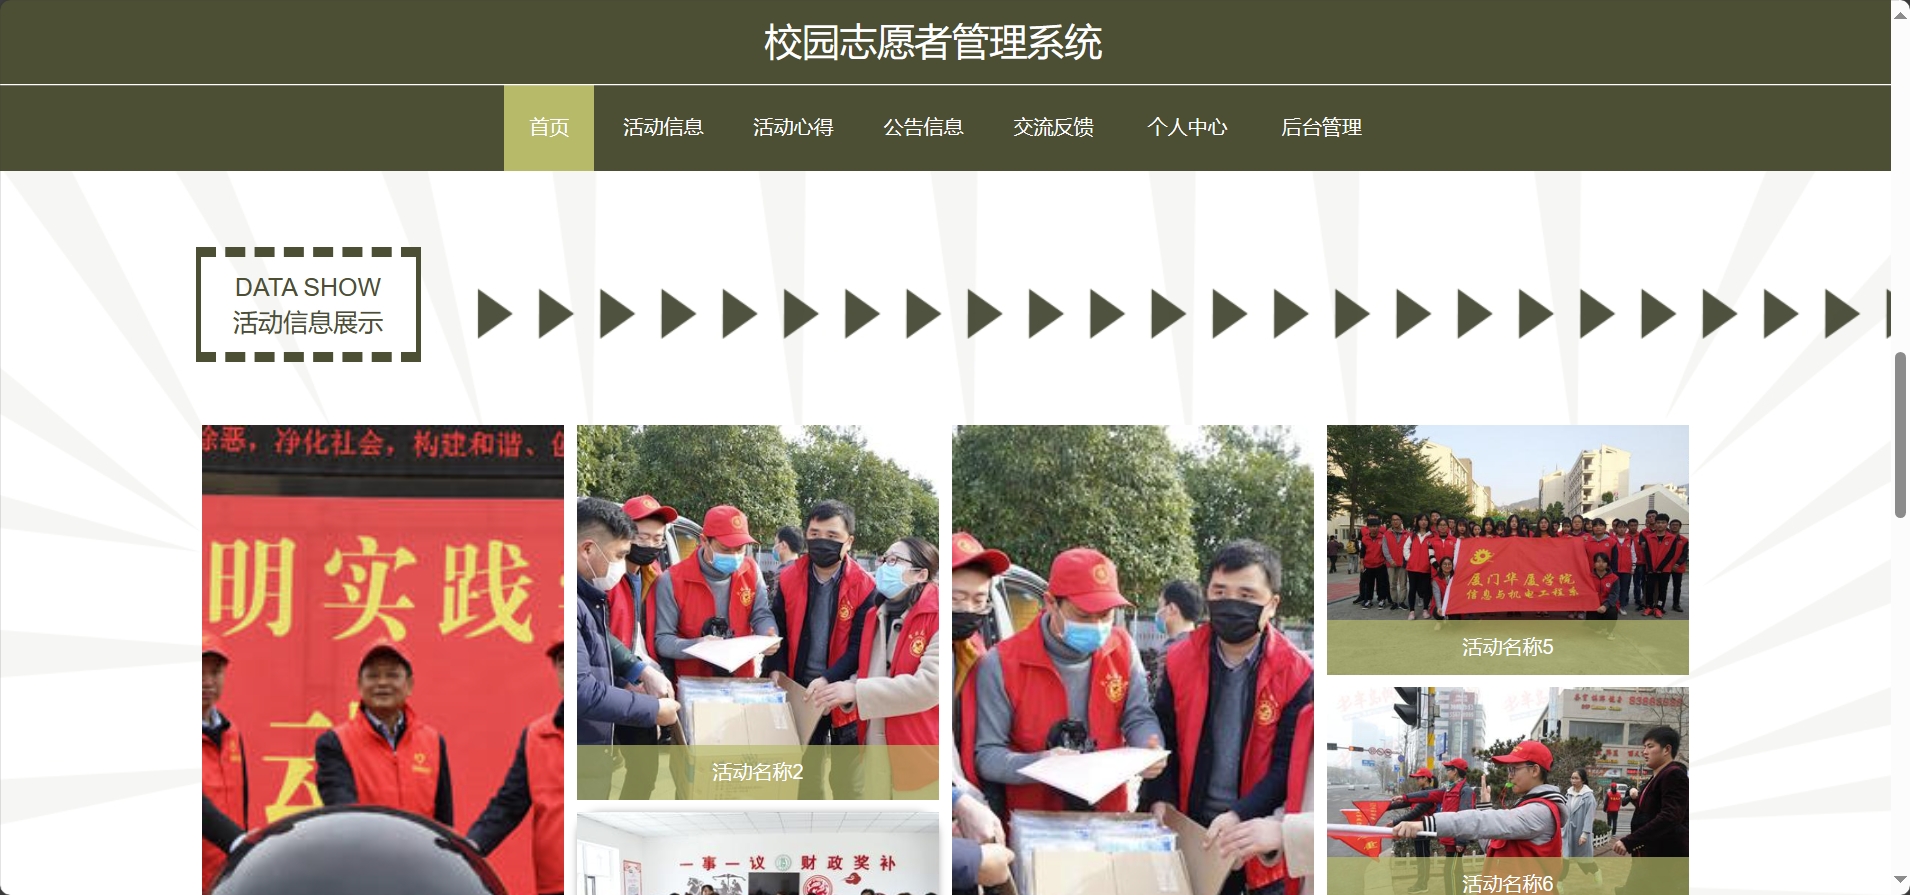 校园志愿者管理系统
首页
活动信息
活动心得
公告信息
交流反馈
个人中心
后台管理
DATA SHOW
活动信息展示
除恶，净化社会，构建和谐、
明实践
动
活动名称2
一事一议 财政奖补
厦门华厦学院
信息与机电工程系
活动名称5
活动名称6